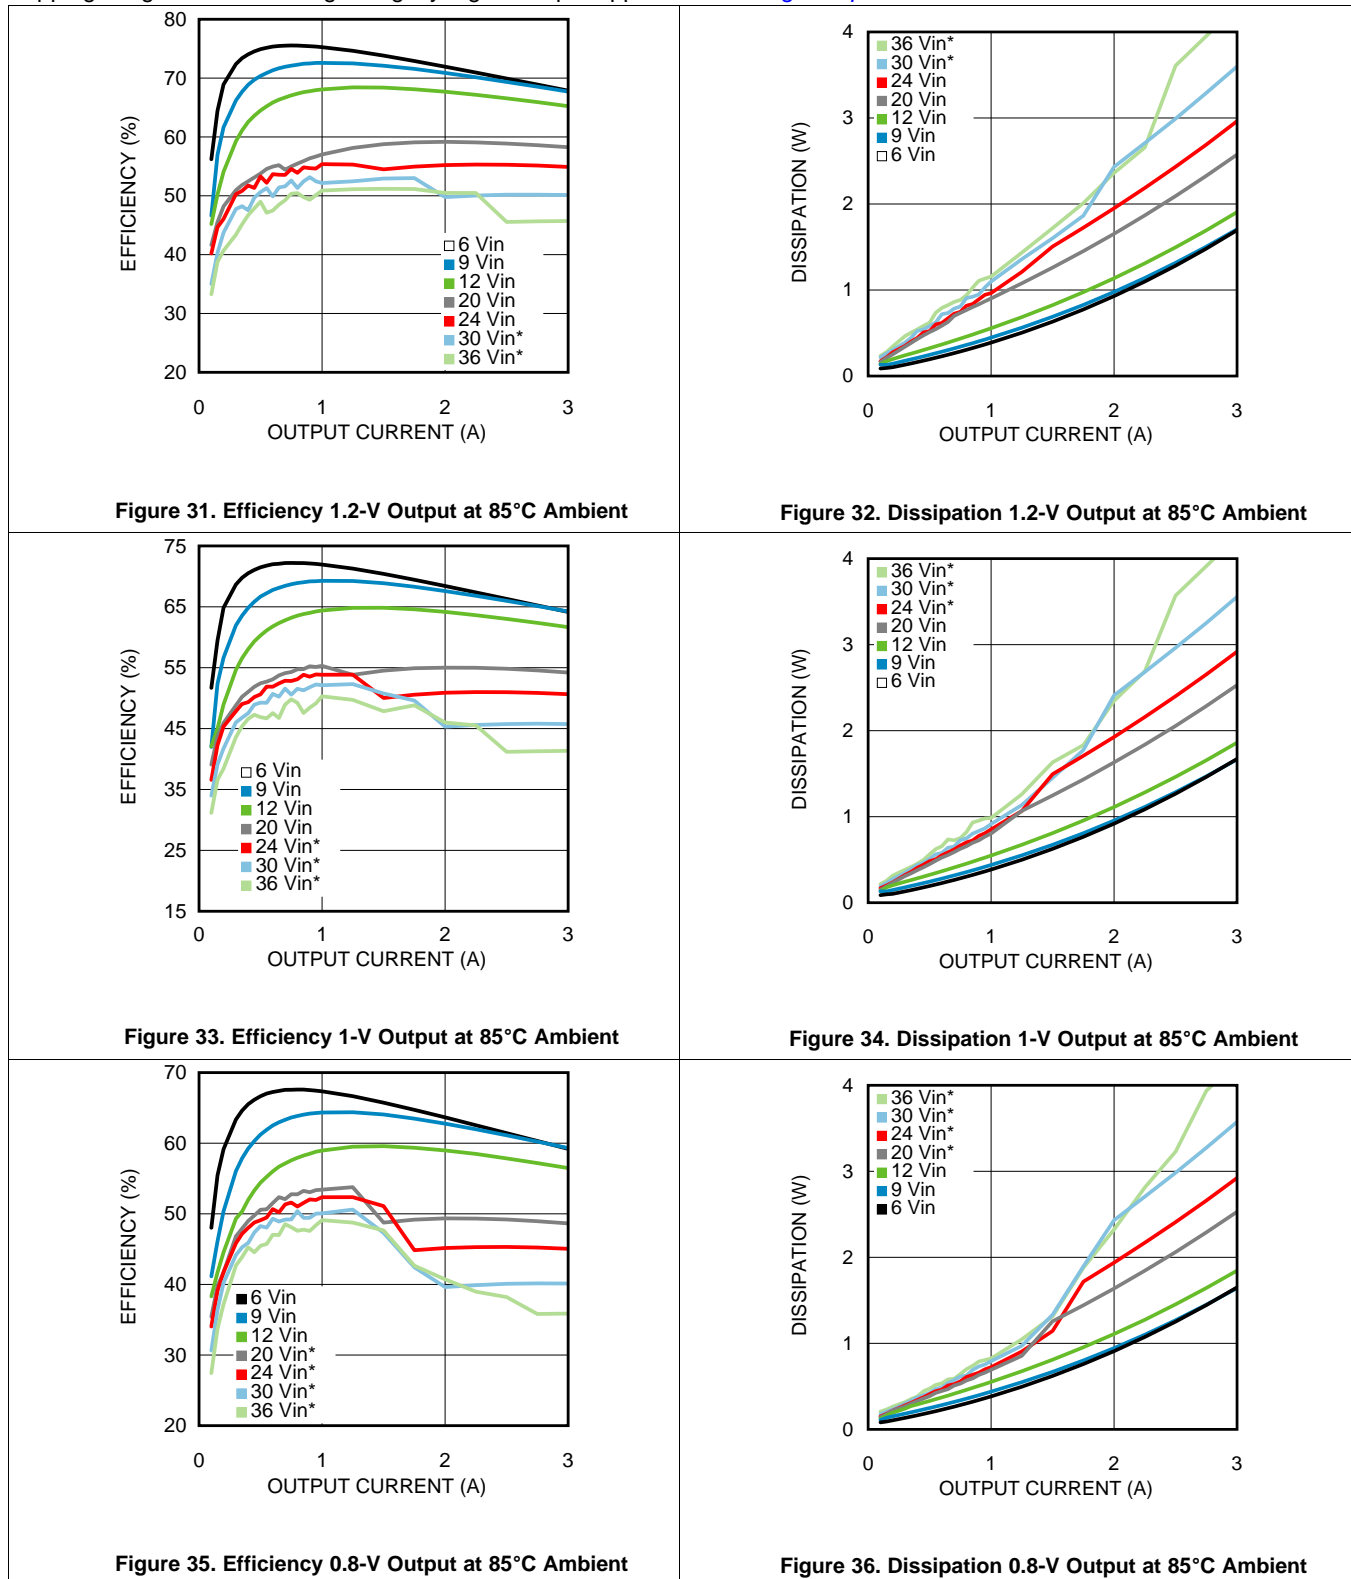 80
70
60
50
40
30
20
EFFICIENCY (%)
6 Vin
9 Vin
12 Vin
20 Vin
24 Vin
30 Vin*
36 Vin*
0 1 2 3
OUTPUT CURRENT (A)
Figure 31. Efficiency 1.2-V Output at 85°C Ambient
4
3
2
1
0
DISSIPATION (W)
36 Vin*
30 Vin*
24 Vin
20 Vin
12 Vin
9 Vin
6 Vin
0 1 2 3
OUTPUT CURRENT (A)
Figure 32. Dissipation 1.2-V Output at 85°C Ambient
75
65
55
45
35
25
15
EFFICIENCY (%)
6 Vin
9 Vin
12 Vin
20 Vin
24 Vin*
30 Vin*
36 Vin*
0 1 2 3
OUTPUT CURRENT (A)
Figure 33. Efficiency 1-V Output at 85°C Ambient
4
3
2
1
0
DISSIPATION (W)
36 Vin*
30 Vin*
24 Vin*
20 Vin
12 Vin
9 Vin
6 Vin
0 1 2 3
OUTPUT CURRENT (A)
Figure 34. Dissipation 1-V Output at 85°C Ambient
70
60
50
40
30
20
EFFICIENCY (%)
6 Vin
9 Vin
12 Vin
20 Vin*
24 Vin*
30 Vin*
36 Vin*
0 1 2 3
OUTPUT CURRENT (A)
Figure 35. Efficiency 0.8-V Output at 85°C Ambient
4
3
2
1
0
DISSIPATION (W)
36 Vin*
30 Vin*
24 Vin*
20 Vin*
12 Vin
9 Vin
6 Vin
0 1 2 3
OUTPUT CURRENT (A)
Figure 36. Dissipation 0.8-V Output at 85°C Ambient